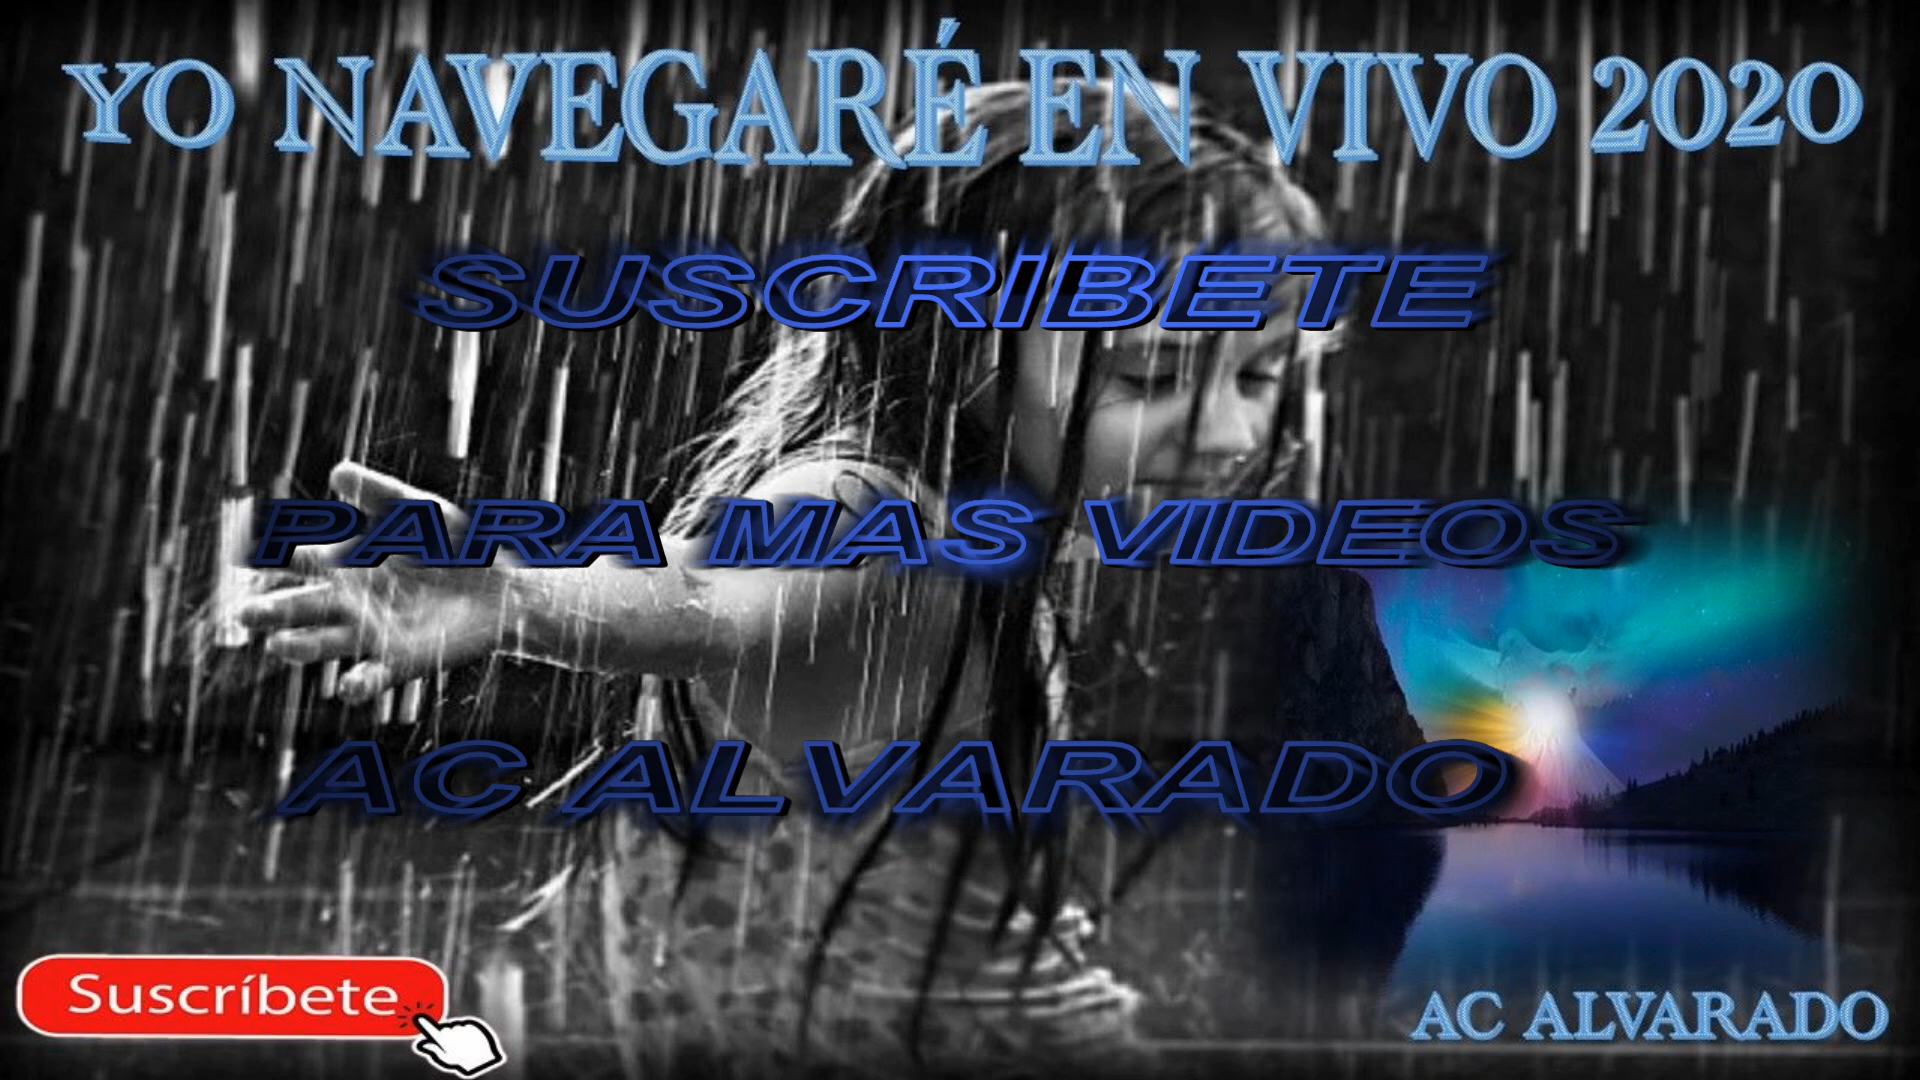 YO NAVEGARÉ EN VIVO 2020
SUSCRIBETE
PARA MAS VIDEOS
AC ALVARADO
Suscríbete
AC ALVARADO